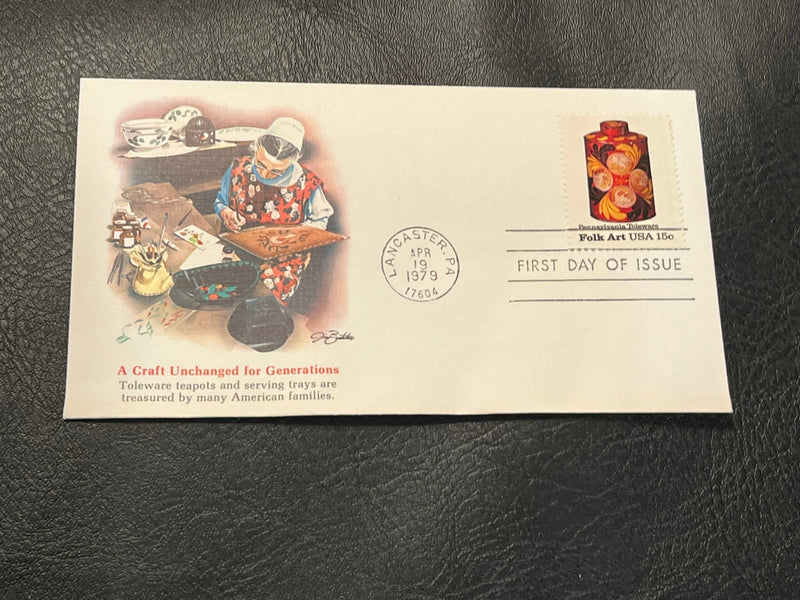 Pennsylvania Toleware
Folk Art USA 15c
LANCASTER, PA
APR
19
1979
17604
FIRST DAY OF ISSUE
A Craft Unchanged for Generations
Toleware teapots and serving trays are
treasured by many American families.